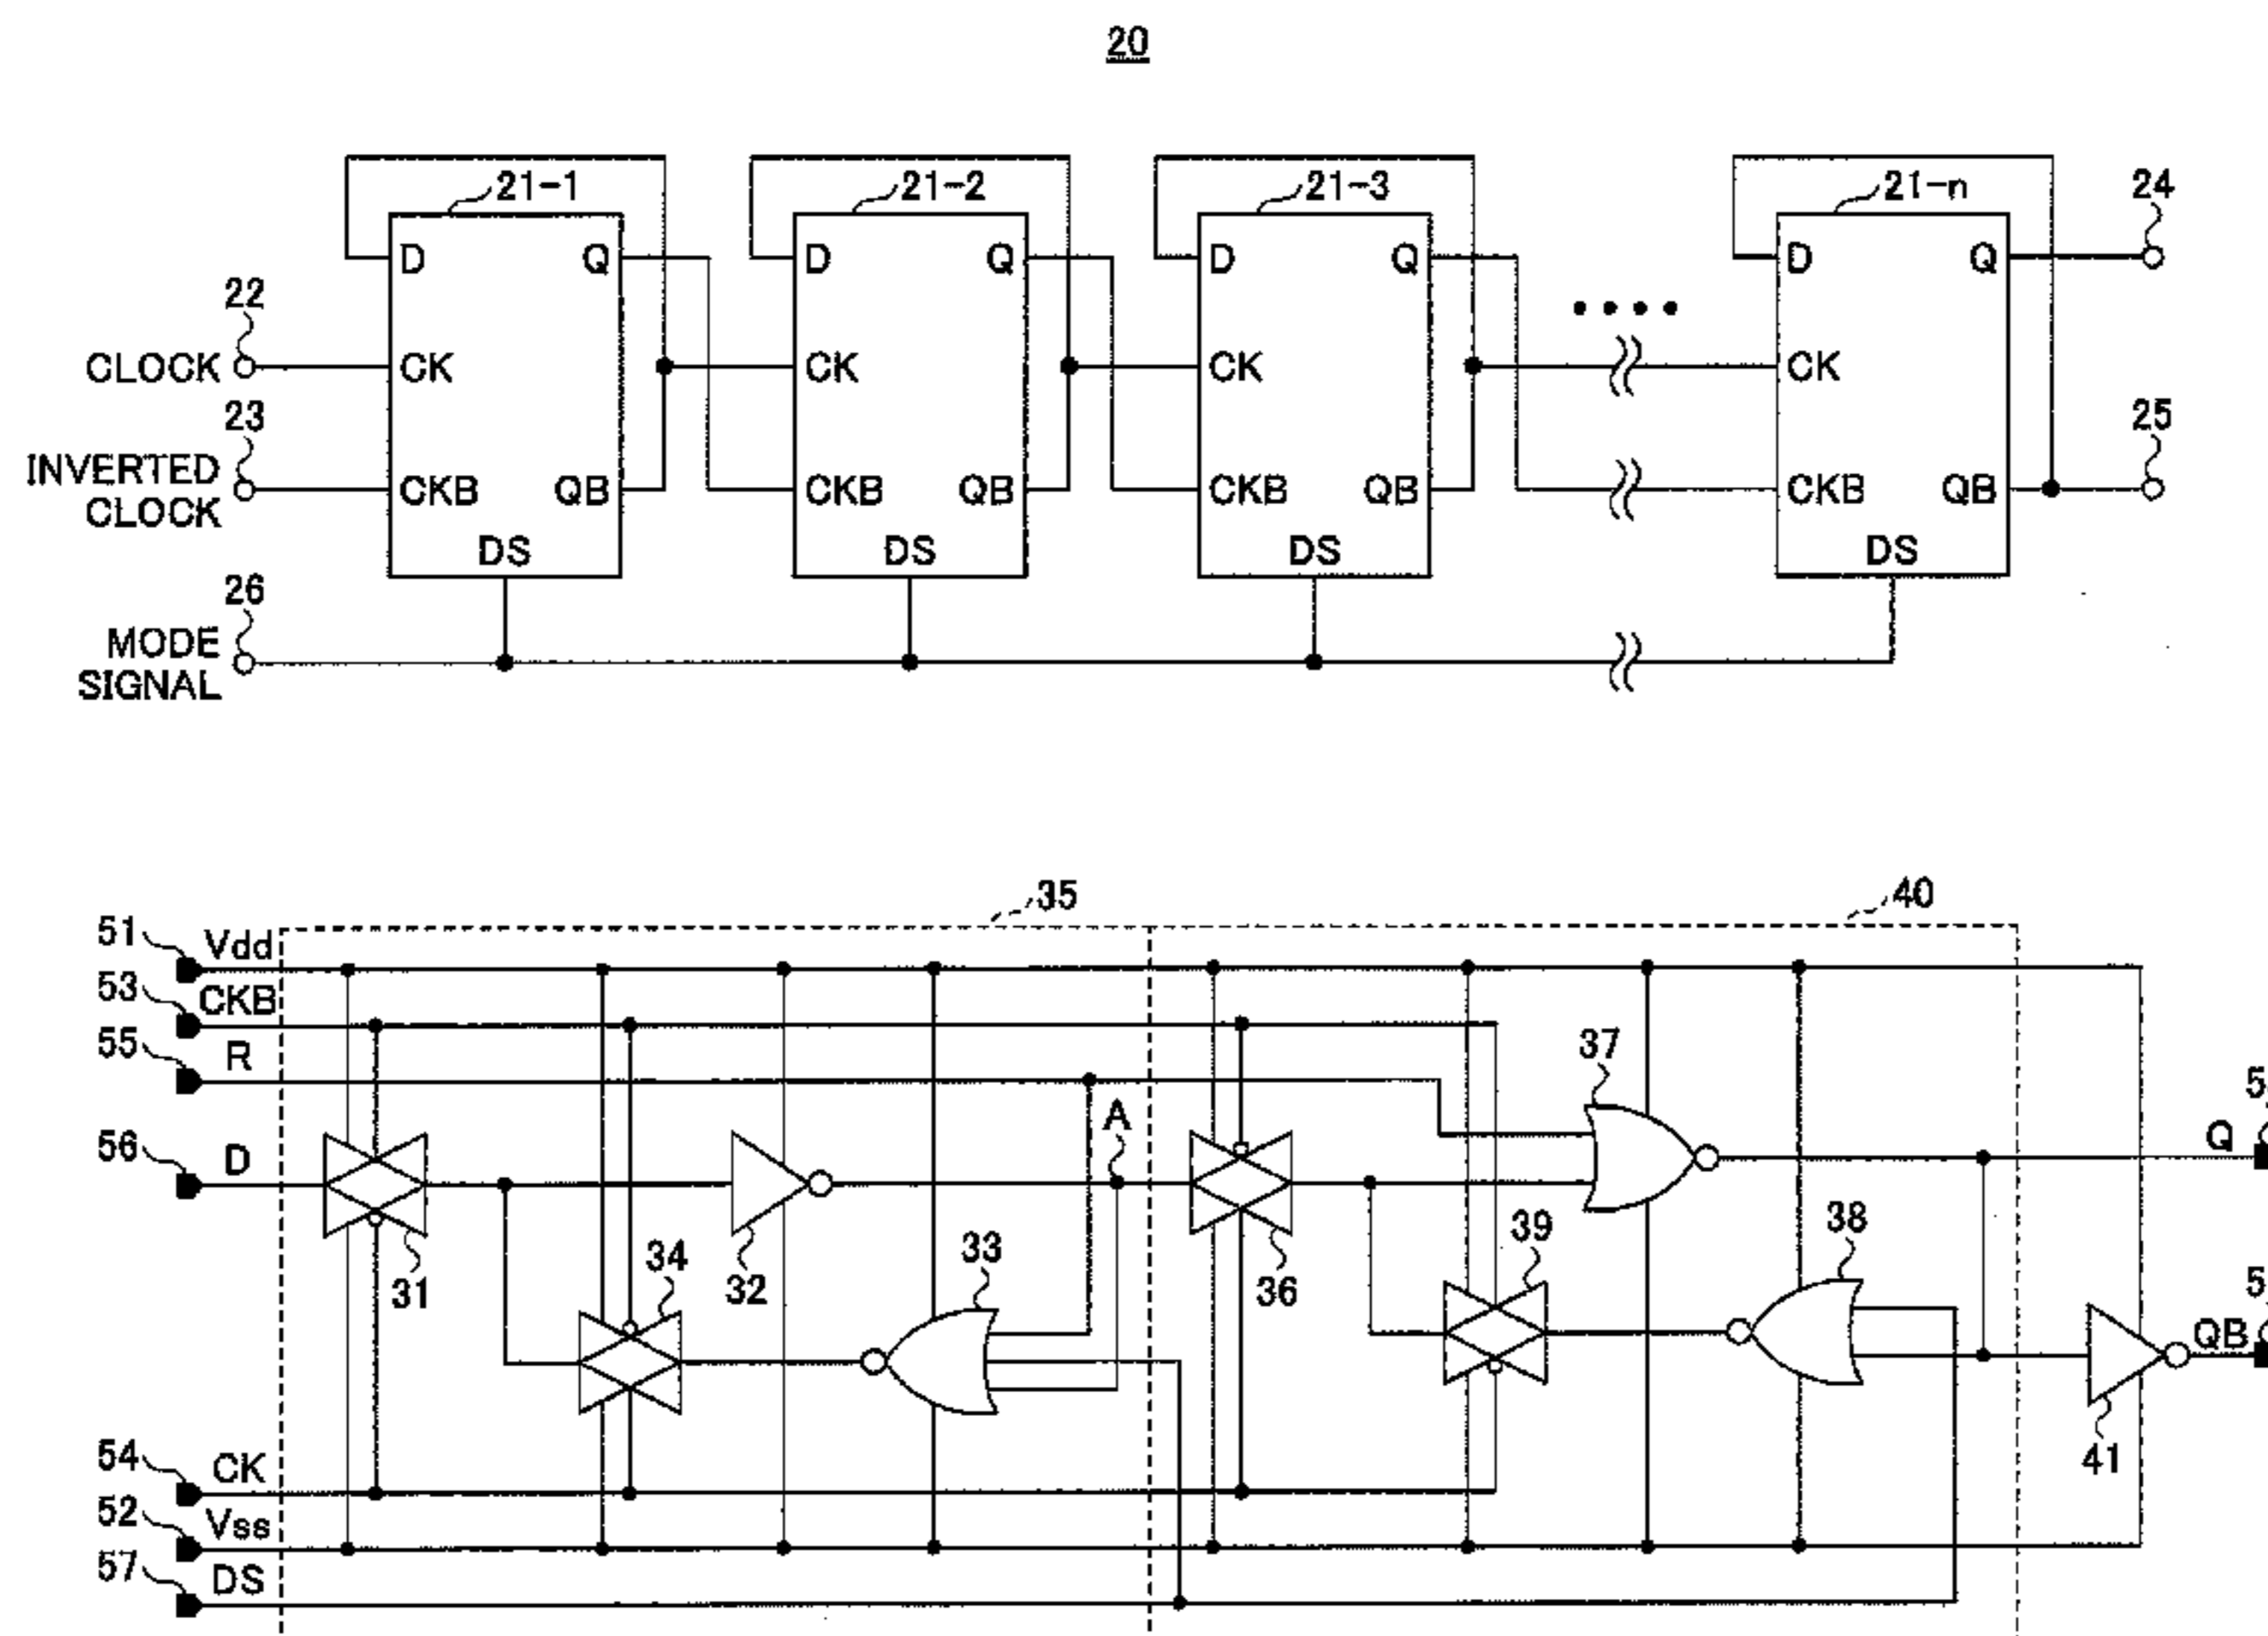 20
21-1
21-2
21-3
21-n
24
D
Q
D
Q
D
Q
D
Q
22
CLOCK
CK
CK
CK
CK
23
25
INVERTED
CLOCK
CKB
QB
CKB
QB
CKB
QB
CKB
QB
DS
DS
DS
DS
26
MODE
SIGNAL
35
40
51
Vdd
53
CKB
55
R
37
56
D
A
Q
31
34
32
33
36
39
38
QB
41
54
CK
52
Vss
57
DS